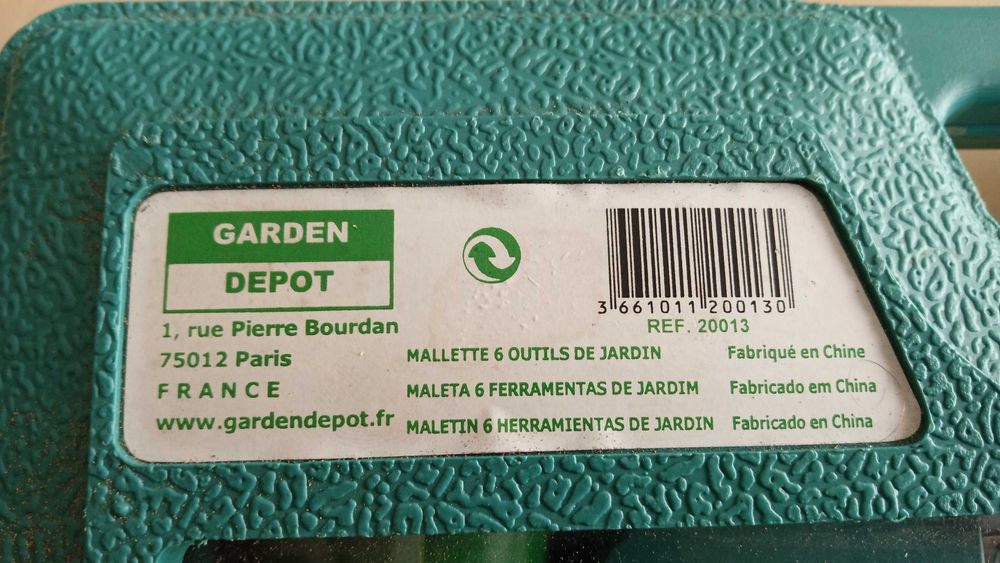 GARDEN
DEPOT
1, rue Pierre Bourdan
75012 Paris
FRANCE
www.gardendepot.fr
3 661011 200130
REF. 20013
MALLETTE 6 OUTILS DE JARDIN Fabriqué en Chine
MALETA 6 FERRAMENTAS DE JARDIM Fabricado em China
MALETIN 6 HERRAMIENTAS DE JARDIN Fabricado en China